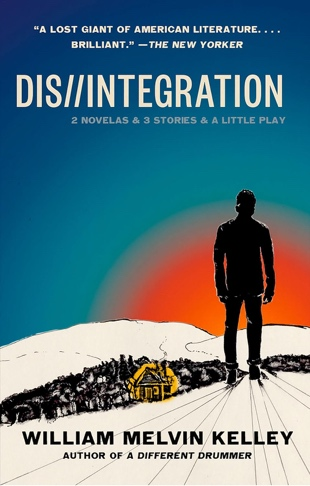 “A LOST GIANT OF AMERICAN LITERATURE. . . .
BRILLIANT.” —THE NEW YORKER
DIS//INTEGRATION
2 NOVELAS & 3 STORIES & A LITTLE PLAY
WILLIAM MELVIN KELLEY
AUTHOR OF A DIFFERENT DRUMMER